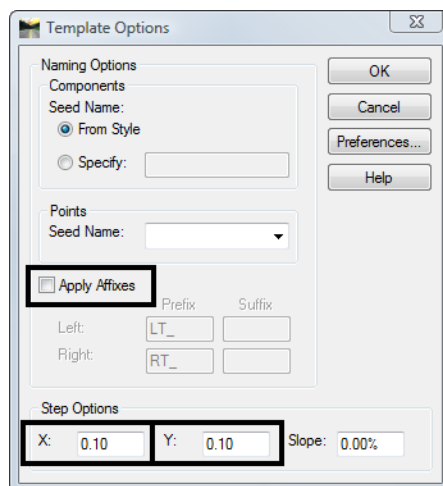 Template Options
Naming Options
OK
Components
Seed Name:
Cancel
From Style
Preferences...
Specify:
Help
Points
Seed Name:
Apply Affixes
Prefix Suffix
Left: LT_
Right: RT_
Step Options
X: 0.10 Y: 0.10 Slope: 0.00%